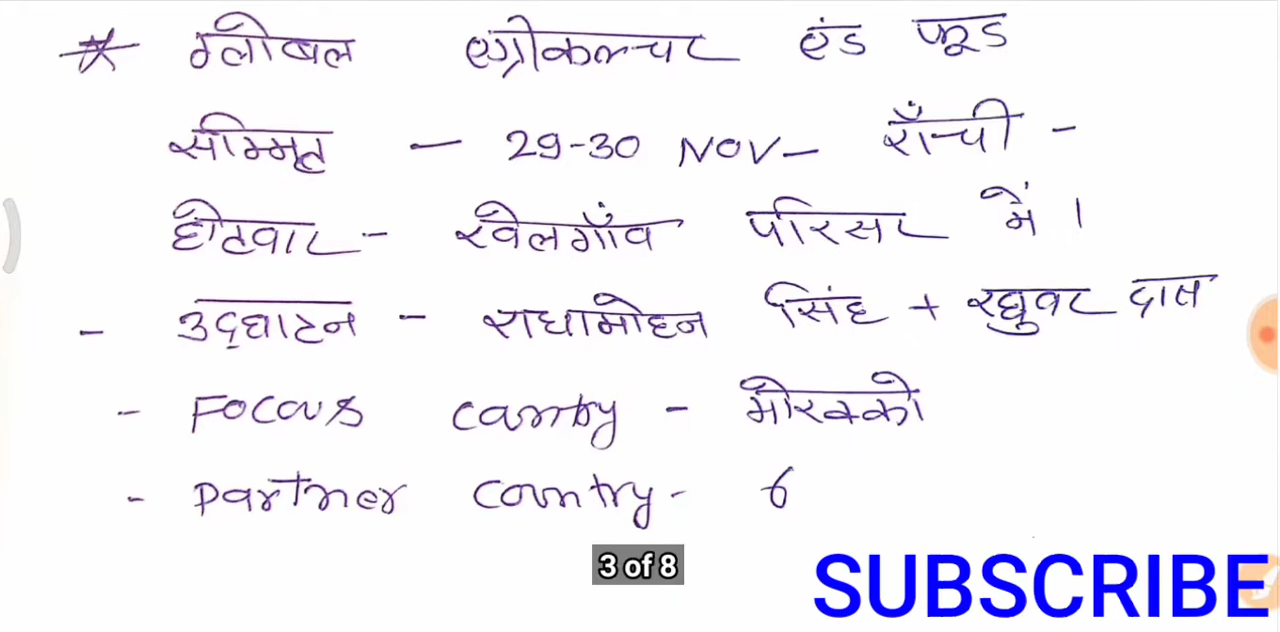 * ग्लोबल एग्रीकल्चर एंड फूड
सम्मिट - 29-30 NOV - राँची -
होटवार - खेलगाँव परिसर में ।
- उद्घाटन - राधामोहन सिंह + रघुवर दास
- Focus country - मोरक्को
- Partner country - 6
3 of 8
SUBSCRIBE